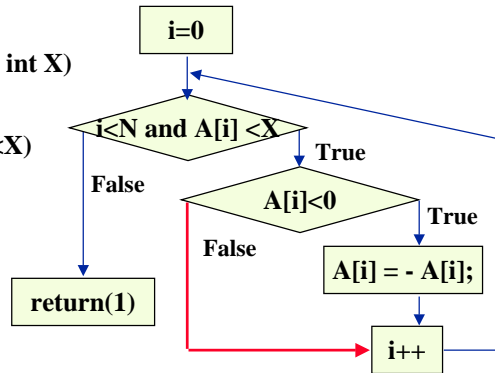 i=0
int X)
i<N and A[i] <X
<X)
True
False
A[i]<0
True
False
A[i] = - A[i];
return(1)
i++